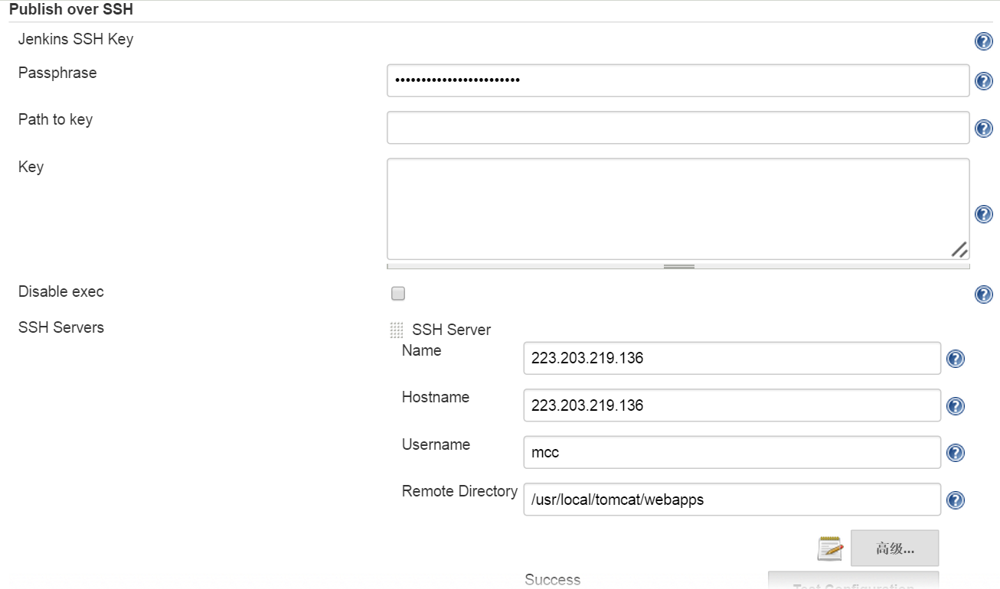 Publish over SSH
Jenkins SSH Key
Passphrase
••••••••••••••••••••••••
Path to key
Key
Disable exec
SSH Servers
SSH Server
Name
223.203.219.136
Hostname
223.203.219.136
Username
mcc
Remote Directory
/usr/local/tomcat/webapps
高级...
Success
Test Configuration